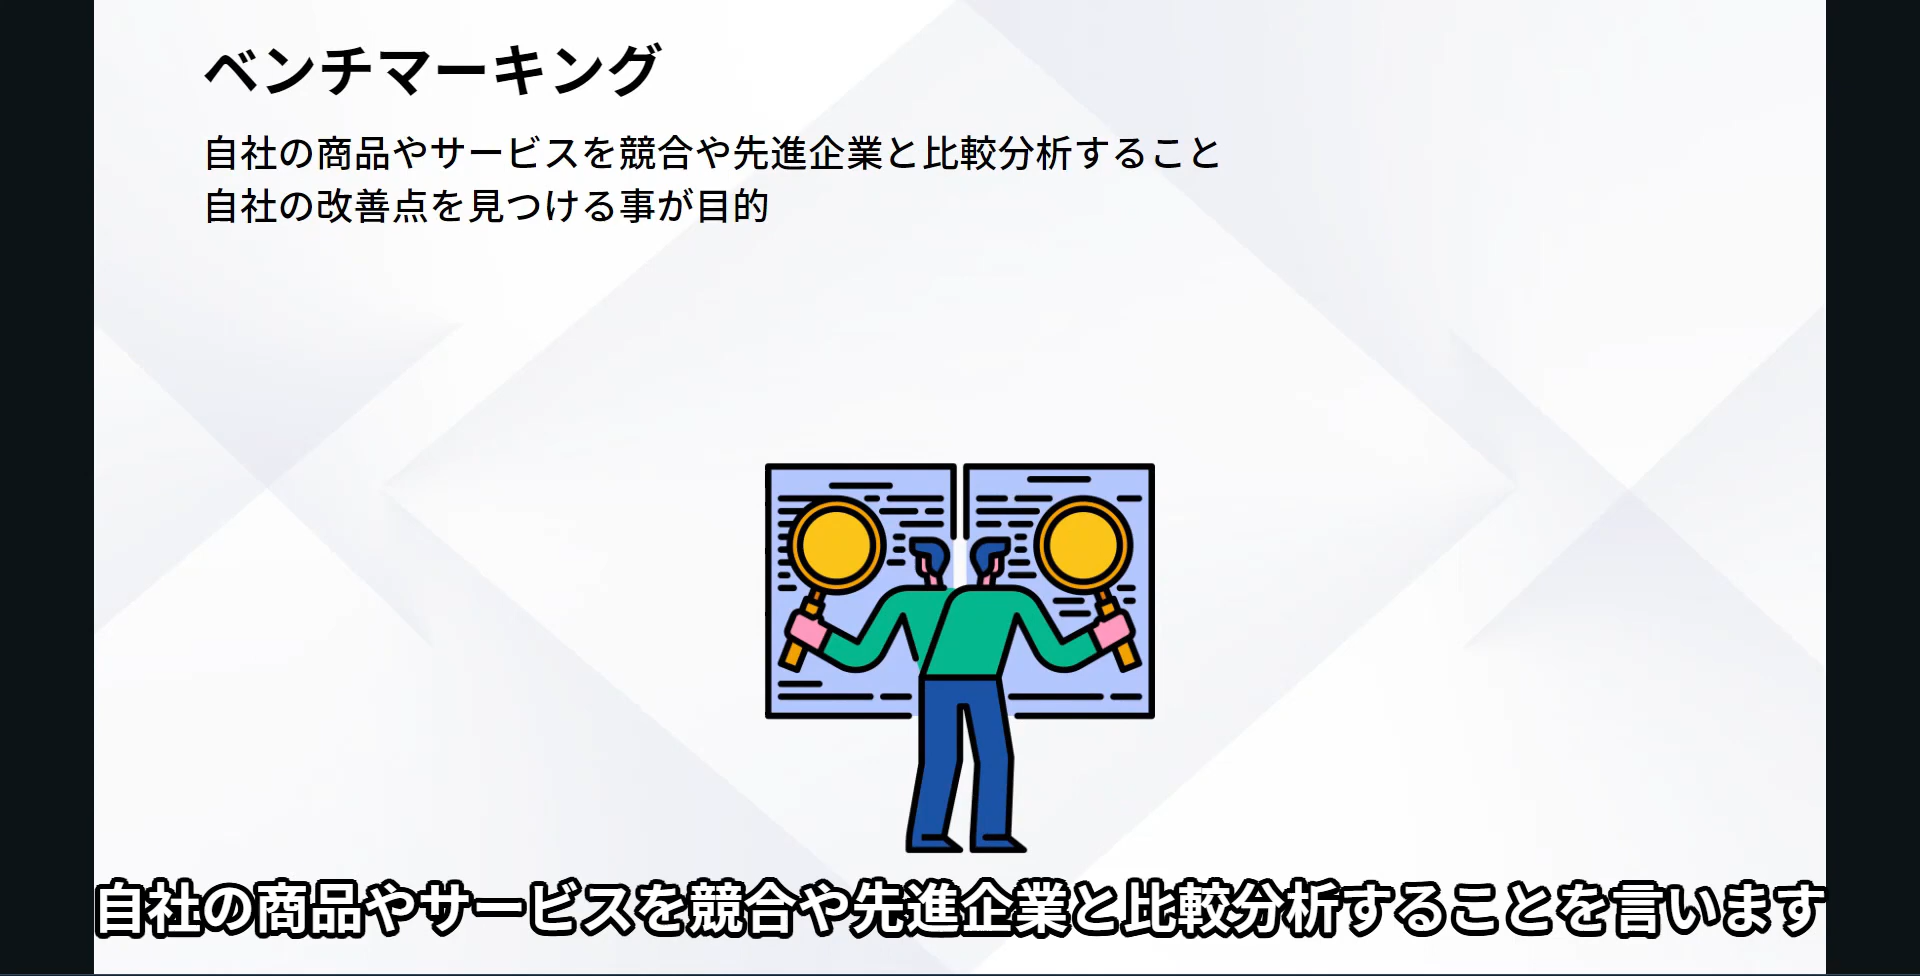 ベンチマーキング
自社の商品やサービスを競合や先進企業と比較分析すること
自社の改善点を見つける事が目的
自社の商品やサービスを競合や先進企業と比較分析することを言います